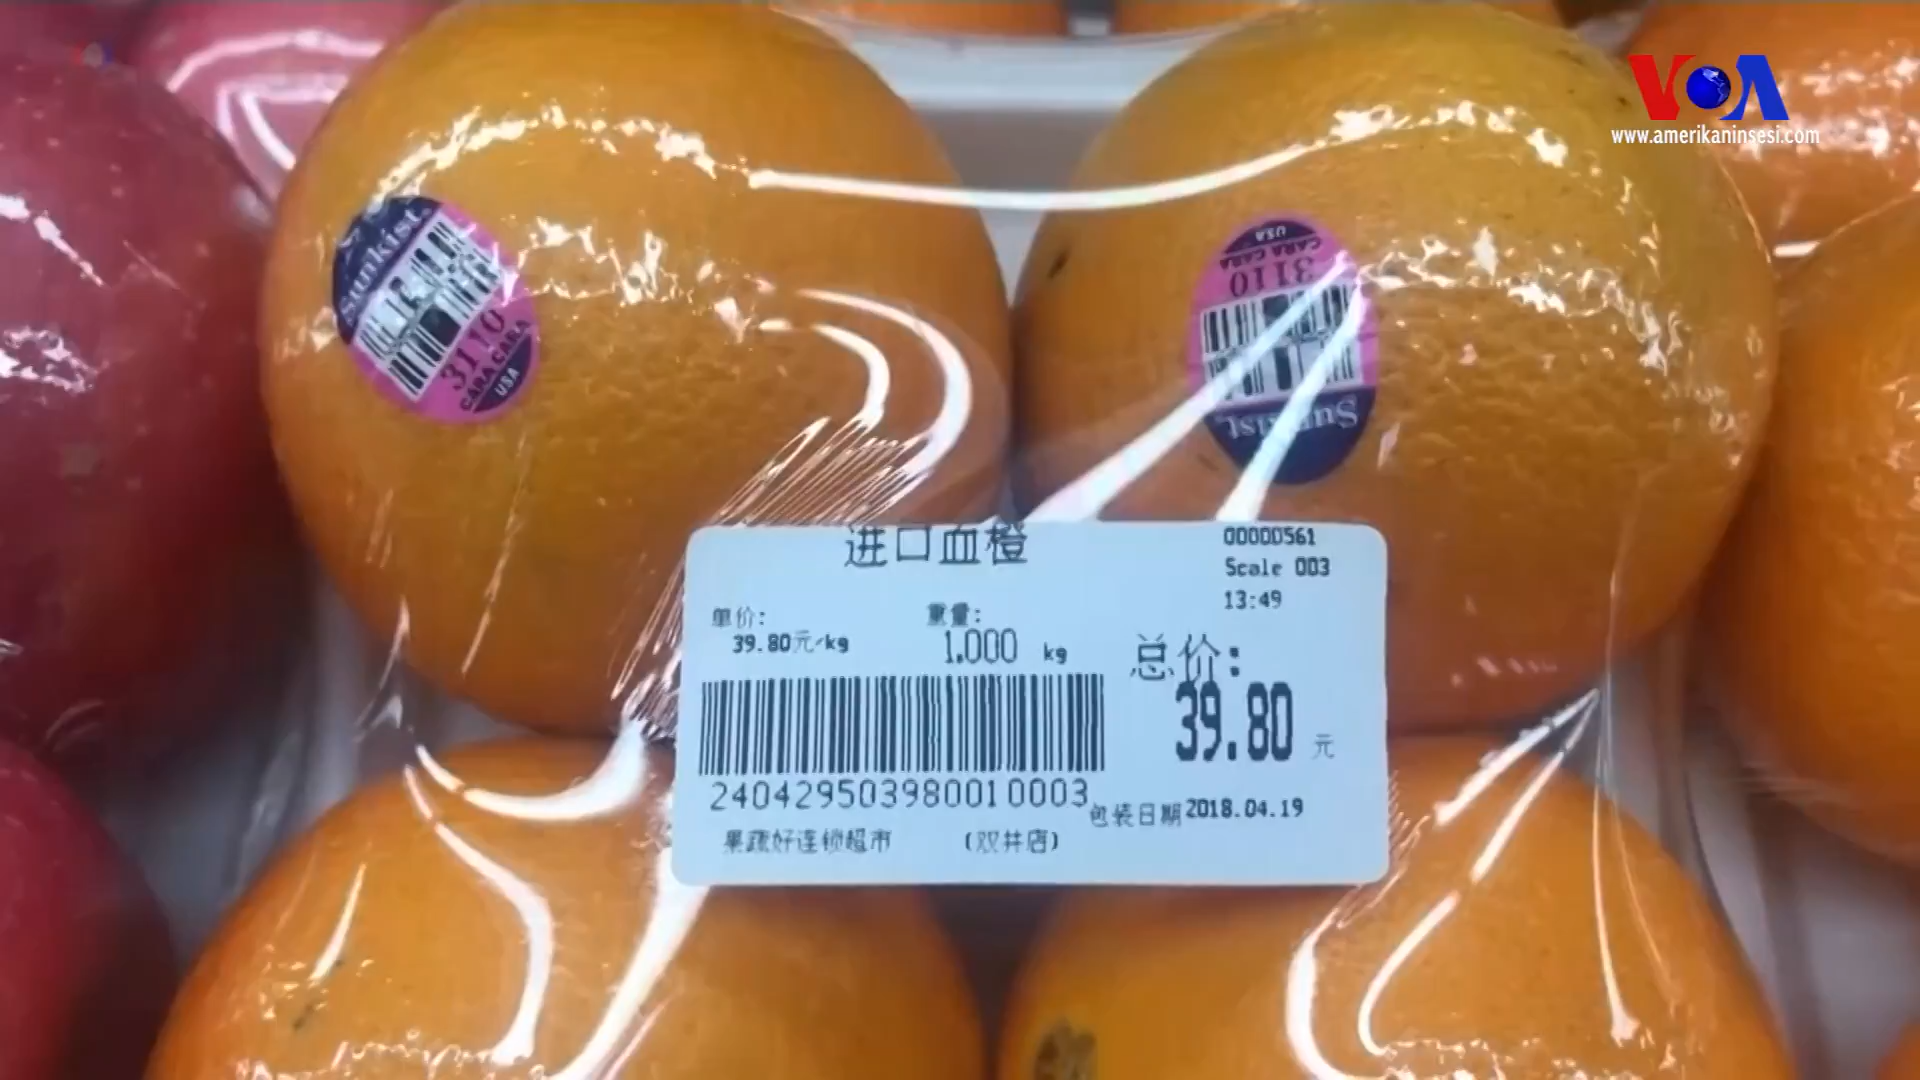 VOA
www.amerikaninsesi.com
Sunkist
3110
CARA CARA
USA
USA
CARA CARA
3110
Sunkist
进口血橙
00000561
Scale 003
13:49
单价:
39.80元/kg
重量:
1.000 kg
总价:
39.80 元
240429503980010003
包装日期 2018.04.19
果蔬好连锁超市 (双井店)